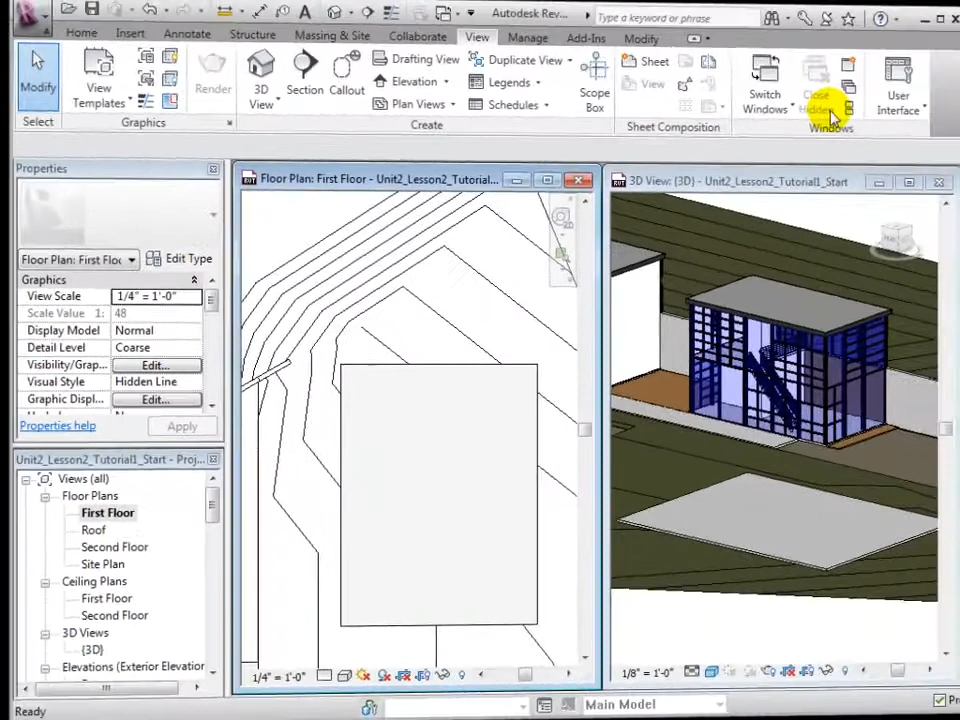 Autodesk Rev...
Type a keyword or phrase
Home Insert Annotate Structure Massing & Site Collaborate View Manage Add-Ins Modify
Modify
View Templates
Render
3D View
Section
Callout
Drafting View
Elevation
Plan Views
Duplicate View
Legends
Schedules
Scope Box
Sheet
View
Switch Windows
Close Hidden
User Interface
Select
Graphics
Create
Sheet Composition
Windows
Properties
Floor Plan: First Floor - Unit2_Lesson2_Tutorial...
3D View: {3D} - Unit2_Lesson2_Tutorial1_Start
Floor Plan: First Floo
Edit Type
Graphics
View Scale 1/4" = 1'-0"
Scale Value 1: 48
Display Model Normal
Detail Level Coarse
Visibility/Grap... Edit...
Visual Style Hidden Line
Graphic Displ... Edit...
Properties help
Apply
Unit2_Lesson2_Tutorial1_Start - Proj...
Views (all)
Floor Plans
First Floor
Roof
Second Floor
Site Plan
Ceiling Plans
First Floor
Second Floor
3D Views
{3D}
Elevations (Exterior Elevation
1/4" = 1'-0"
1/8" = 1'-0"
Ready
Main Model